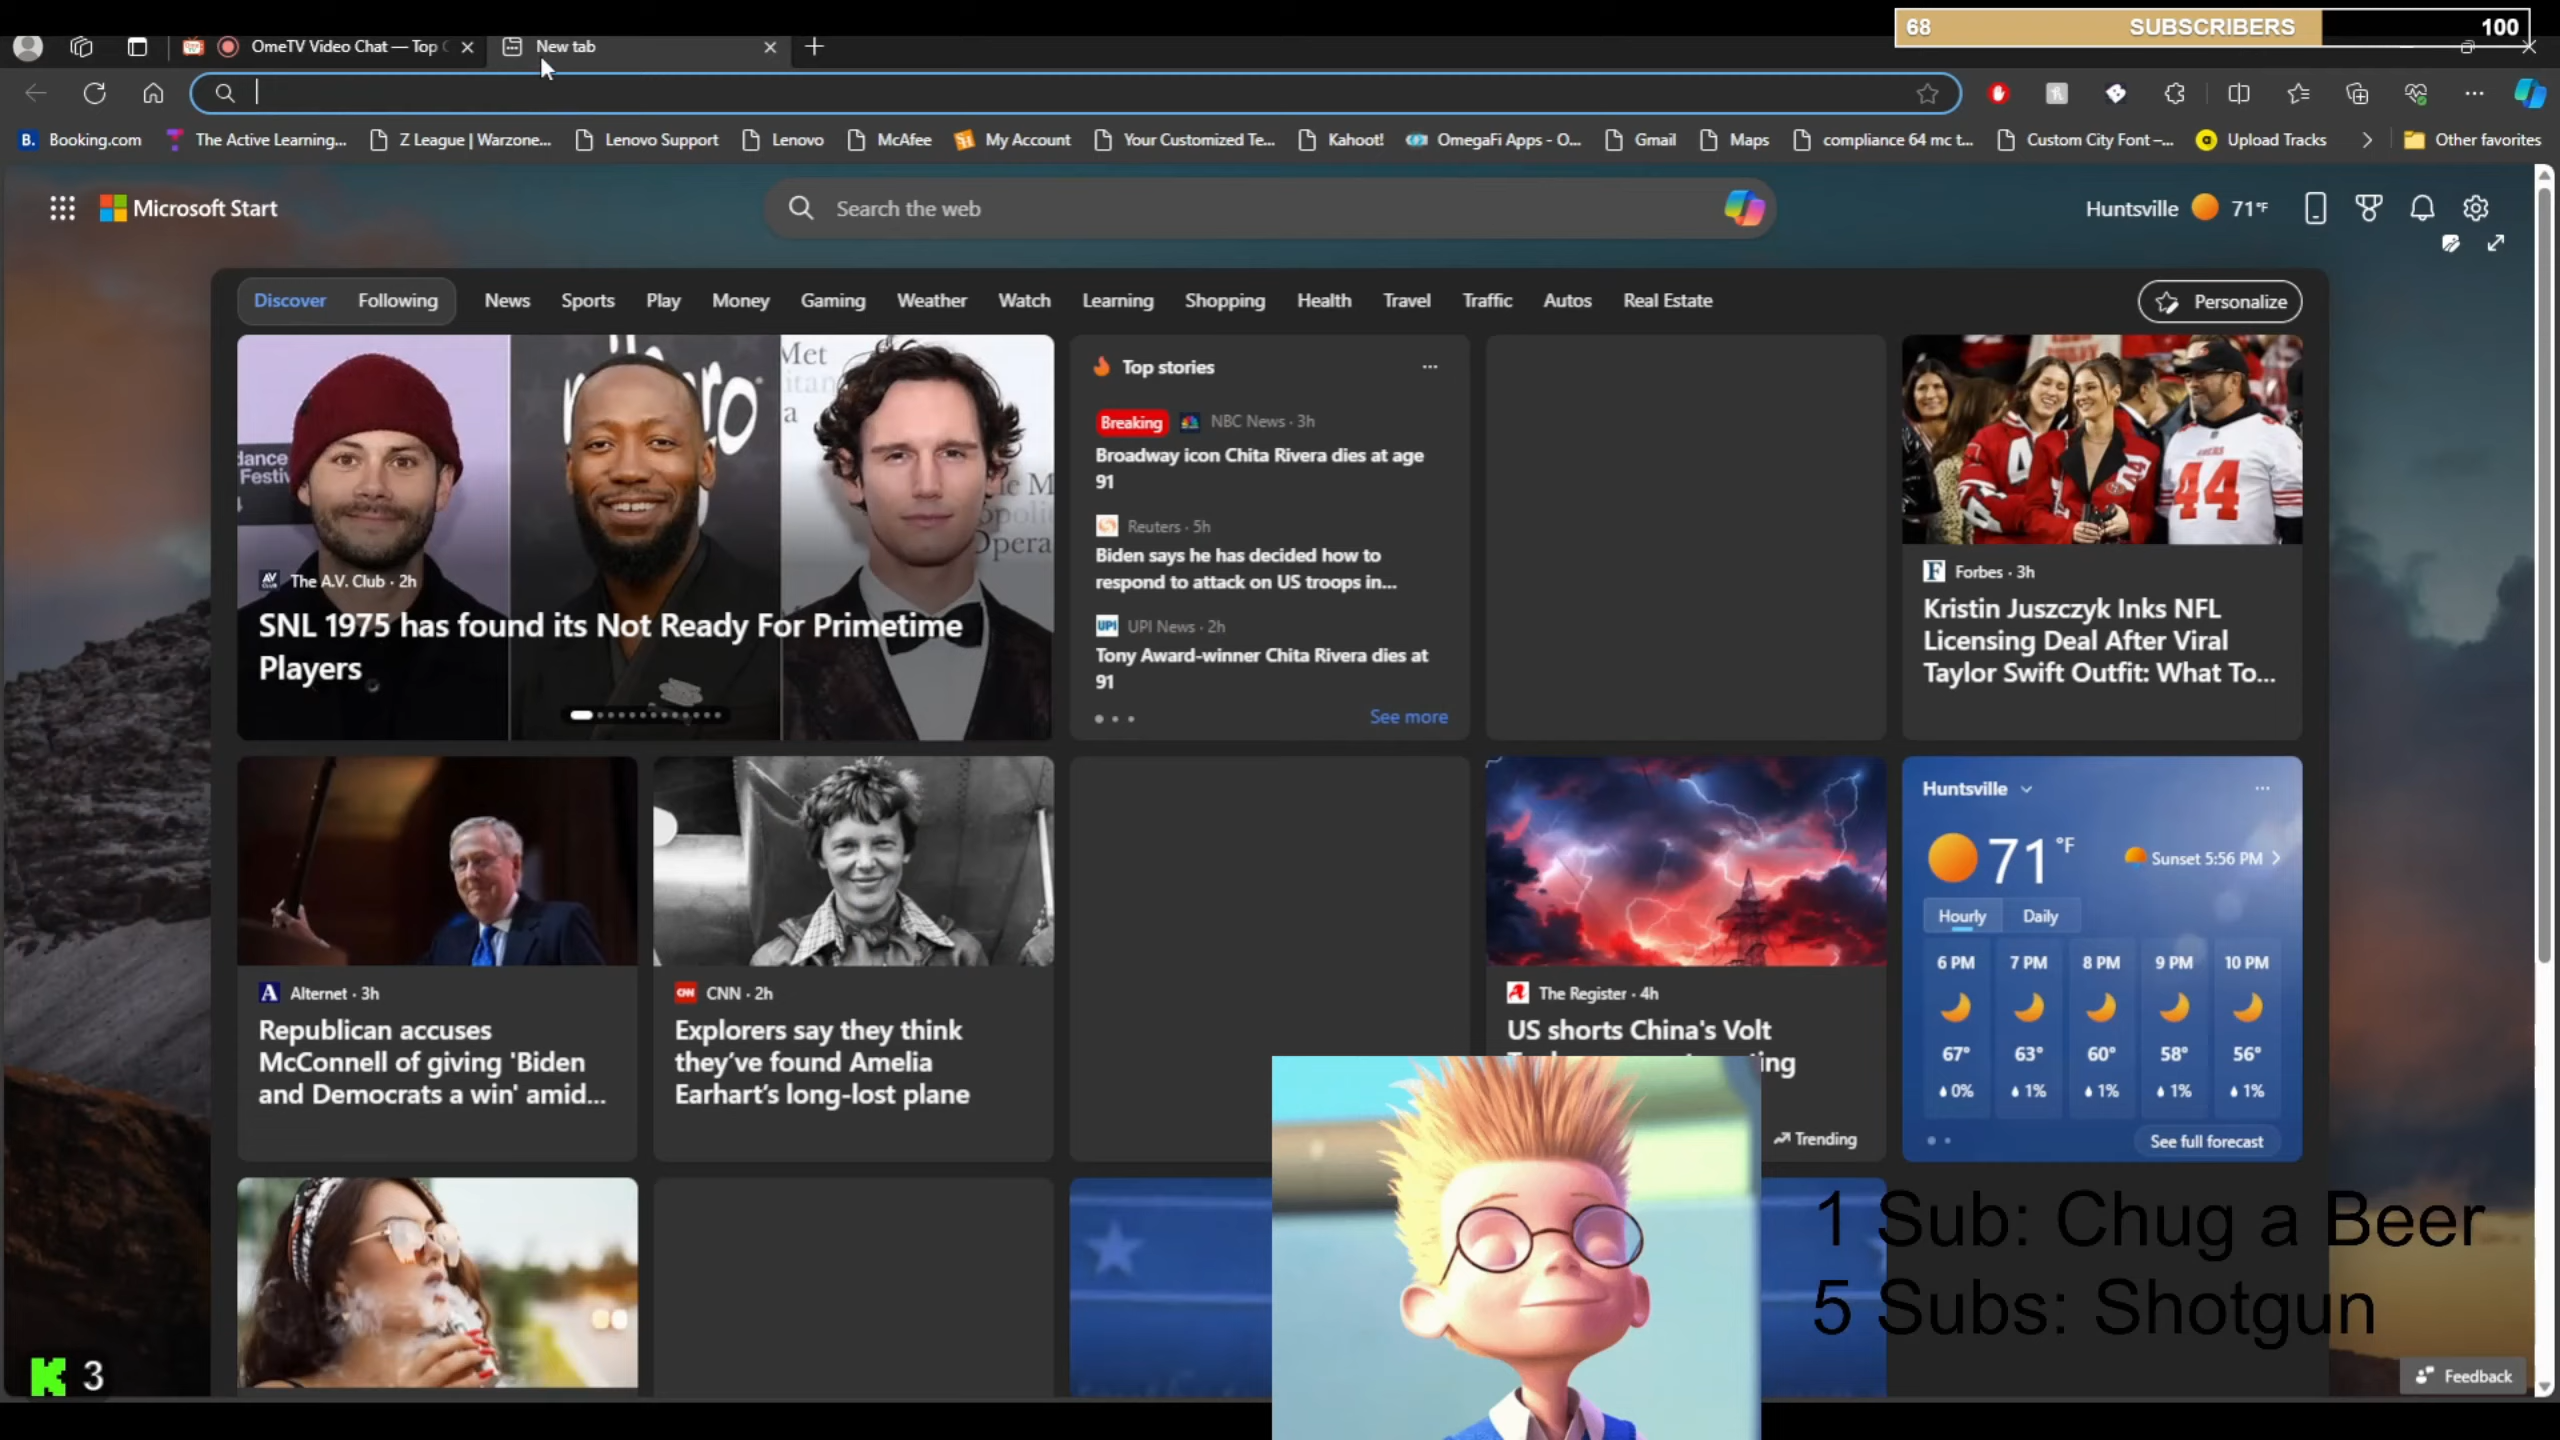 68 SUBSCRIBERS 100
OmeTV Video Chat — Top
New tab
Booking.com
The Active Learning...
Z League | Warzone...
Lenovo Support
Lenovo
McAfee
My Account
Your Customized Te...
Kahoot!
OmegaFi Apps - O...
Gmail
Maps
compliance 64 mc t...
Custom City Font –...
Upload Tracks
Other favorites
Microsoft Start
Search the web
Huntsville 71°F
Discover Following News Sports Play Money Gaming Weather Watch Learning Shopping Health Travel Traffic Autos Real Estate
Personalize
The A.V. Club · 2h
SNL 1975 has found its Not Ready For Primetime
Players
Top stories
Breaking NBC News · 3h
Broadway icon Chita Rivera dies at age
91
Reuters · 5h
Biden says he has decided how to
respond to attack on US troops in...
UPI UPI News · 2h
Tony Award-winner Chita Rivera dies at
91
See more
44
Forbes · 3h
Kristin Juszczyk Inks NFL
Licensing Deal After Viral
Taylor Swift Outfit: What To...
Alternet · 3h
Republican accuses
McConnell of giving 'Biden
and Democrats a win' amid...
CNN CNN · 2h
Explorers say they think
they've found Amelia
Earhart's long-lost plane
The Register · 4h
US shorts China's Volt
Trending
Huntsville
71 °F
Sunset 5:56 PM
Hourly Daily
6 PM 7 PM 8 PM 9 PM 10 PM
67° 63° 60° 58° 56°
0% 1% 1% 1% 1%
See full forecast
1 Sub: Chug a Beer
5 Subs: Shotgun
K 3
Feedback